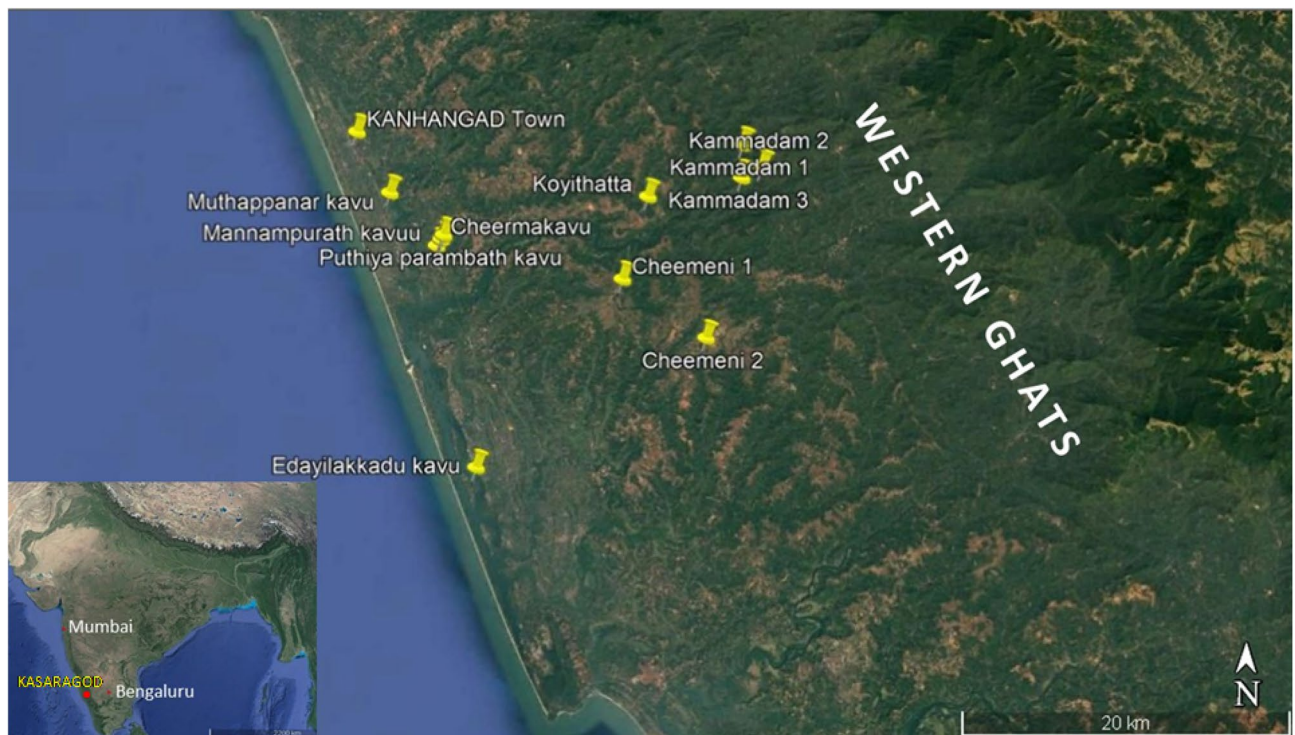 KANHANGAD Town
Kammadam 2
Kammadam 1
Koyithatta
Kammadam 3
Muthappanar kavu
Cheermakavu
Mannampurath kavuu
Puthiya parambath kavu
Cheemeni 1
Cheemeni 2
WESTERN GHATS
Edayilakkadu kavu
Mumbai
KASARAGOD
Bengaluru
N
20 km